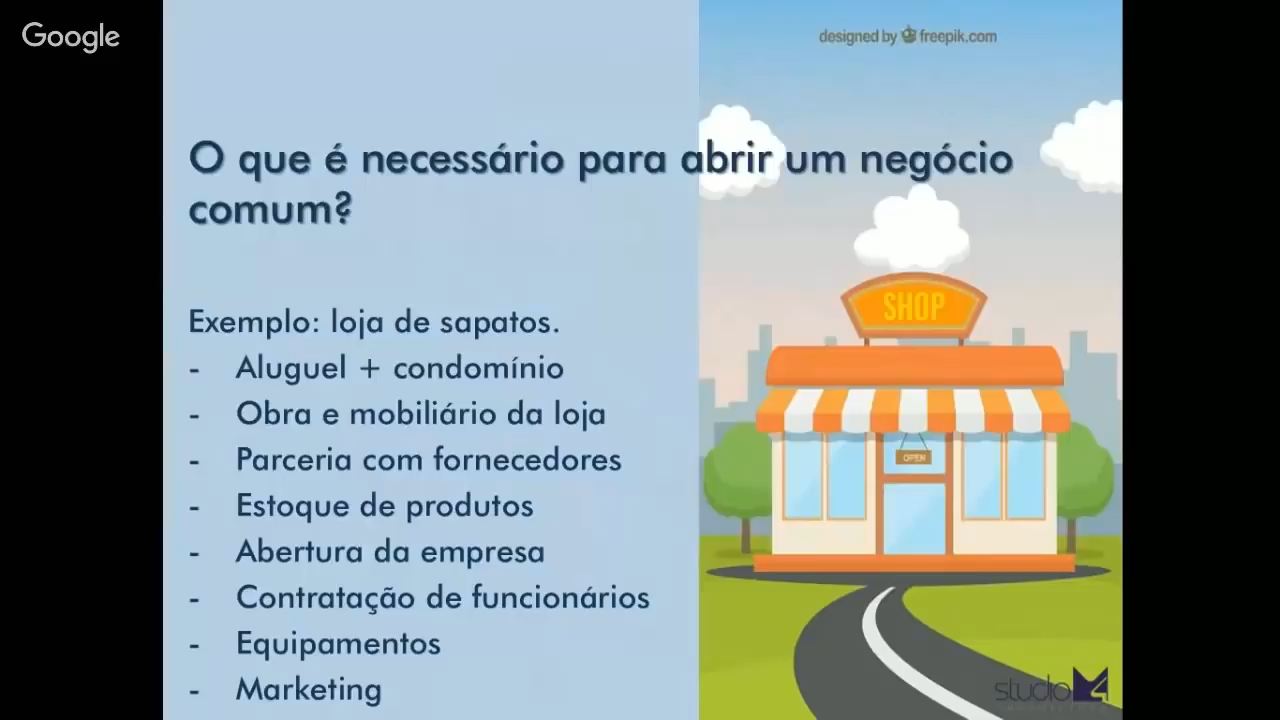 Google
designed by freepik.com
O que é necessário para abrir um negócio
comum?
SHOP
Exemplo: loja de sapatos.
- Aluguel + condomínio
- Obra e mobiliário da loja
- Parceria com fornecedores
OPEN
- Estoque de produtos
- Abertura da empresa
- Contratação de funcionários
- Equipamentos
- Marketing
studio M4